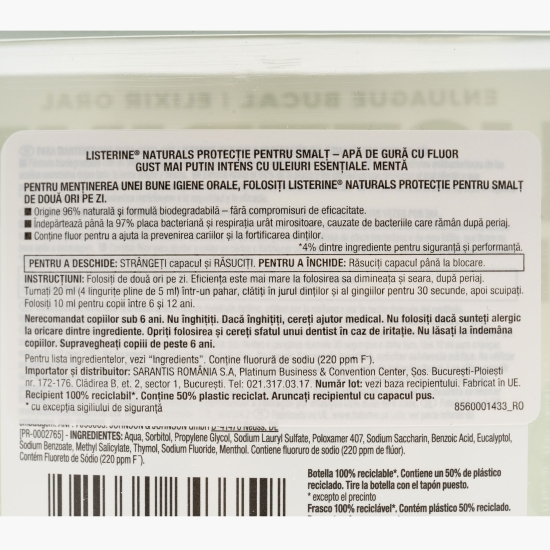 ENJUAGUE BUCAL / ELIXIR ORAL
LISTERINE® NATURALS PROTECȚIE PENTRU SMALȚ – APĂ DE GURĂ CU FLUOR
GUST MAI PUTIN INTENS CU ULEIURI ESENȚIALE. MENTĂ
PENTRU MENȚINEREA UNEI BUNE IGIENE ORALE, FOLOSIȚI LISTERINE® NATURALS PROTECȚIE PENTRU SMALȚ
DE DOUĂ ORI PE ZI.
■ Origine 96% naturală și formulă biodegradabilă – fără compromisuri de eficacitate.
■ Îndepărtează până la 97% placa bacteriană și respirația urât mirositoare, cauzate de bacteriile care rămân după periaj.
■ Conține fluor pentru a ajuta la prevenirea cariilor și la fortificarea dinților.
*4% dintre ingrediente pentru siguranță și performanță.
PENTRU A DESCHIDE: STRÂNGEȚI capacul și RĂSUCIȚI. PENTRU A ÎNCHIDE: Răsuciți capacul până la blocare.
INSTRUCȚIUNI: Folosiți de două ori pe zi. Eficiența este mai mare la folosirea sa dimineața și seara, după periaj.
Turnați 20 ml (4 lingurițe pline de 5 ml) într-un pahar, clătiți în jurul dinților și al gingiilor pentru 30 secunde, apoi scuipați.
Folosiți 10 ml pentru copii între 6 și 12 ani.
Nerecomandat copiilor sub 6 ani. Nu înghițiți. Dacă înghițiți, cereți ajutor medical. Nu folosiți dacă sunteți alergic
la oricare dintre ingrediente. Opriți folosirea și cereți sfatul unui dentist în caz de iritație. Nu lăsați la îndemâna
copiilor. Supravegheați copiii de peste 6 ani.
Pentru lista ingredientelor, vezi "Ingredients". Conține fluorură de sodiu (220 ppm F⁻).
Importator și distribuitor: SARANTIS ROMÂNIA S.A, Platinum Business & Convention Center, Șos. București-Ploiești
nr. 172-176. Clădirea B, et. 2, sector 1, București. Tel: 021.317.03.17. Număr lot: vezi baza recipientului. Fabricat în UE.
Recipient 100% reciclabil*. Conține 50% plastic reciclat. Aruncați recipientul cu capacul pus.
* cu excepția sigiliului de siguranță
8560001433_RO
[PR-0002765] - INGREDIENTES: Aqua, Sorbitol, Propylene Glycol, Sodium Lauryl Sulfate, Poloxamer 407, Sodium Saccharin, Benzoic Acid, Eucalyptol,
Sodium Benzoate, Methyl Salicylate, Thymol, Sodium Fluoride, Menthol. Contiene fluoruro de sodio (220 ppm de flúor).
Contém Fluoreto de Sódio (220 ppm F⁻).
Botella 100% reciclable*. Contiene un 50% de plástico
reciclado. Tire la botella con el tapón puesto.
* excepto el precinto
Frasco 100% reciclável*. Contém plástico 50% reciclado.